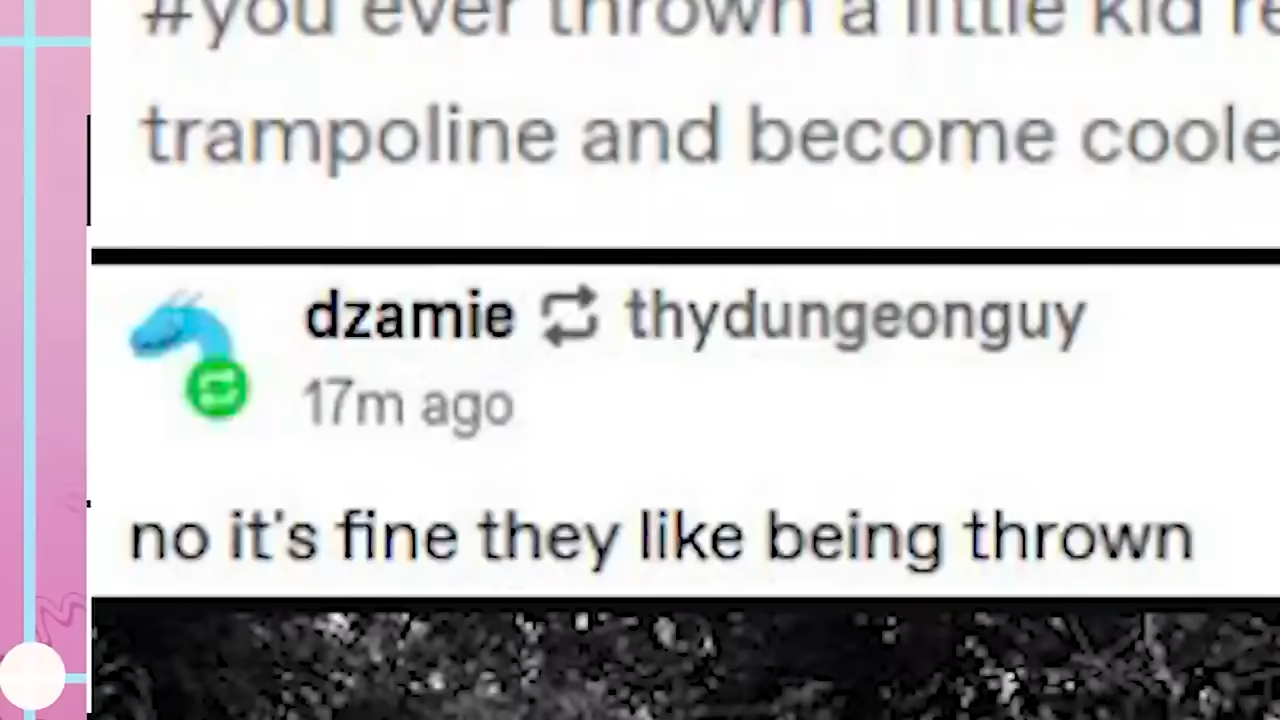 #you ever thrown a little kid
trampoline and become
dzamie thydungeonguy
17m ago
no it's fine they like being thrown